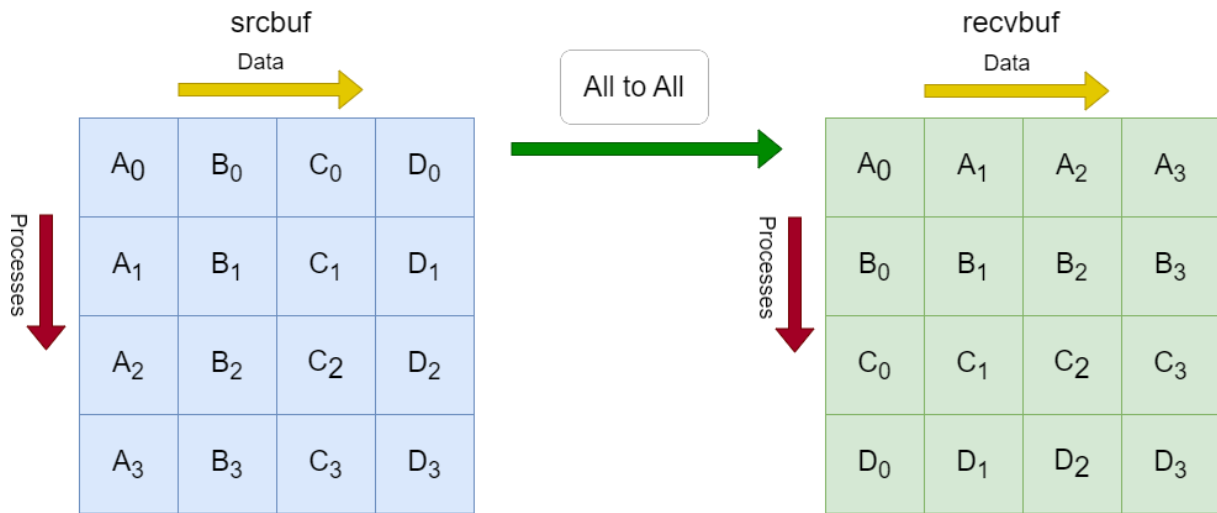 srcbuf
recvbuf
Data
All to All
Data
A0 B0 C0 D0
A0 A1 A2 A3
Processes
Processes
A1 B1 C1 D1
B0 B1 B2 B3
A2 B2 C2 D2
C0 C1 C2 C3
A3 B3 C3 D3
D0 D1 D2 D3